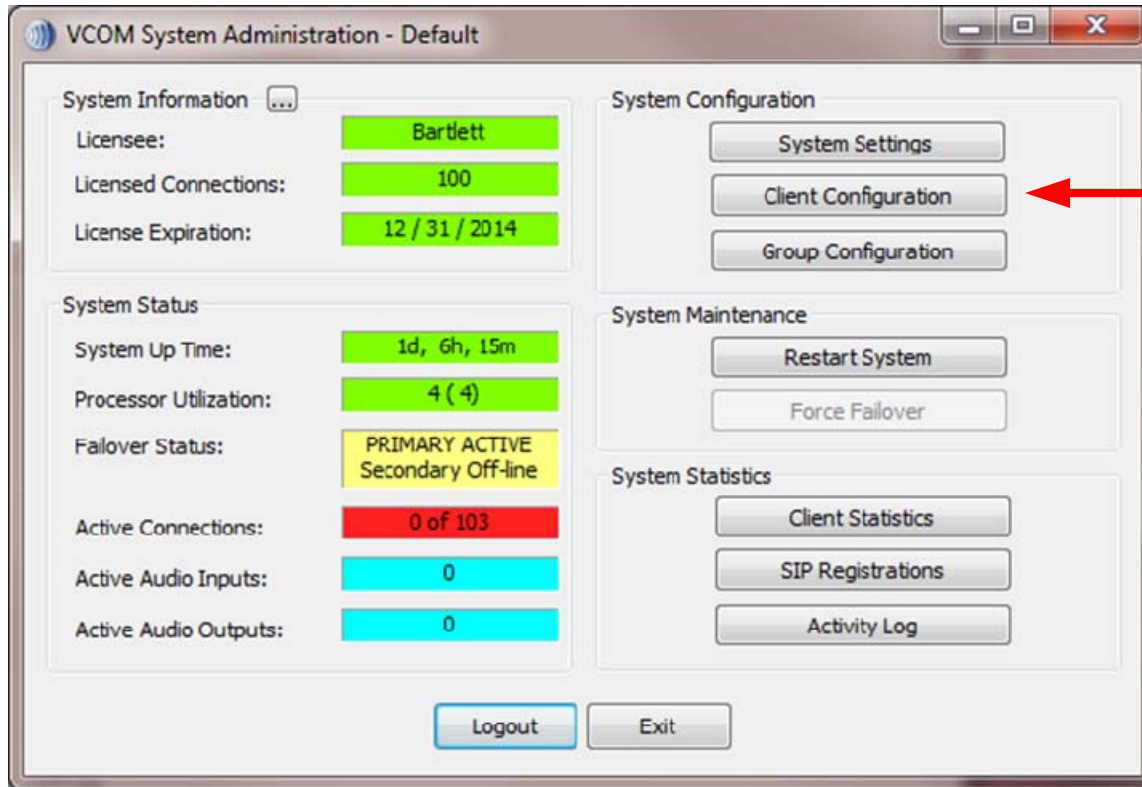 VCOM System Administration - Default
System Information ...
Licensee: Bartlett
Licensed Connections: 100
License Expiration: 12 / 31 / 2014
System Status
System Up Time: 1d, 6h, 15m
Processor Utilization: 4 ( 4)
Failover Status: PRIMARY ACTIVE
Secondary Off-line
Active Connections: 0 of 103
Active Audio Inputs: 0
Active Audio Outputs: 0
System Configuration
System Settings
Client Configuration
Group Configuration
System Maintenance
Restart System
Force Failover
System Statistics
Client Statistics
SIP Registrations
Activity Log
Logout
Exit